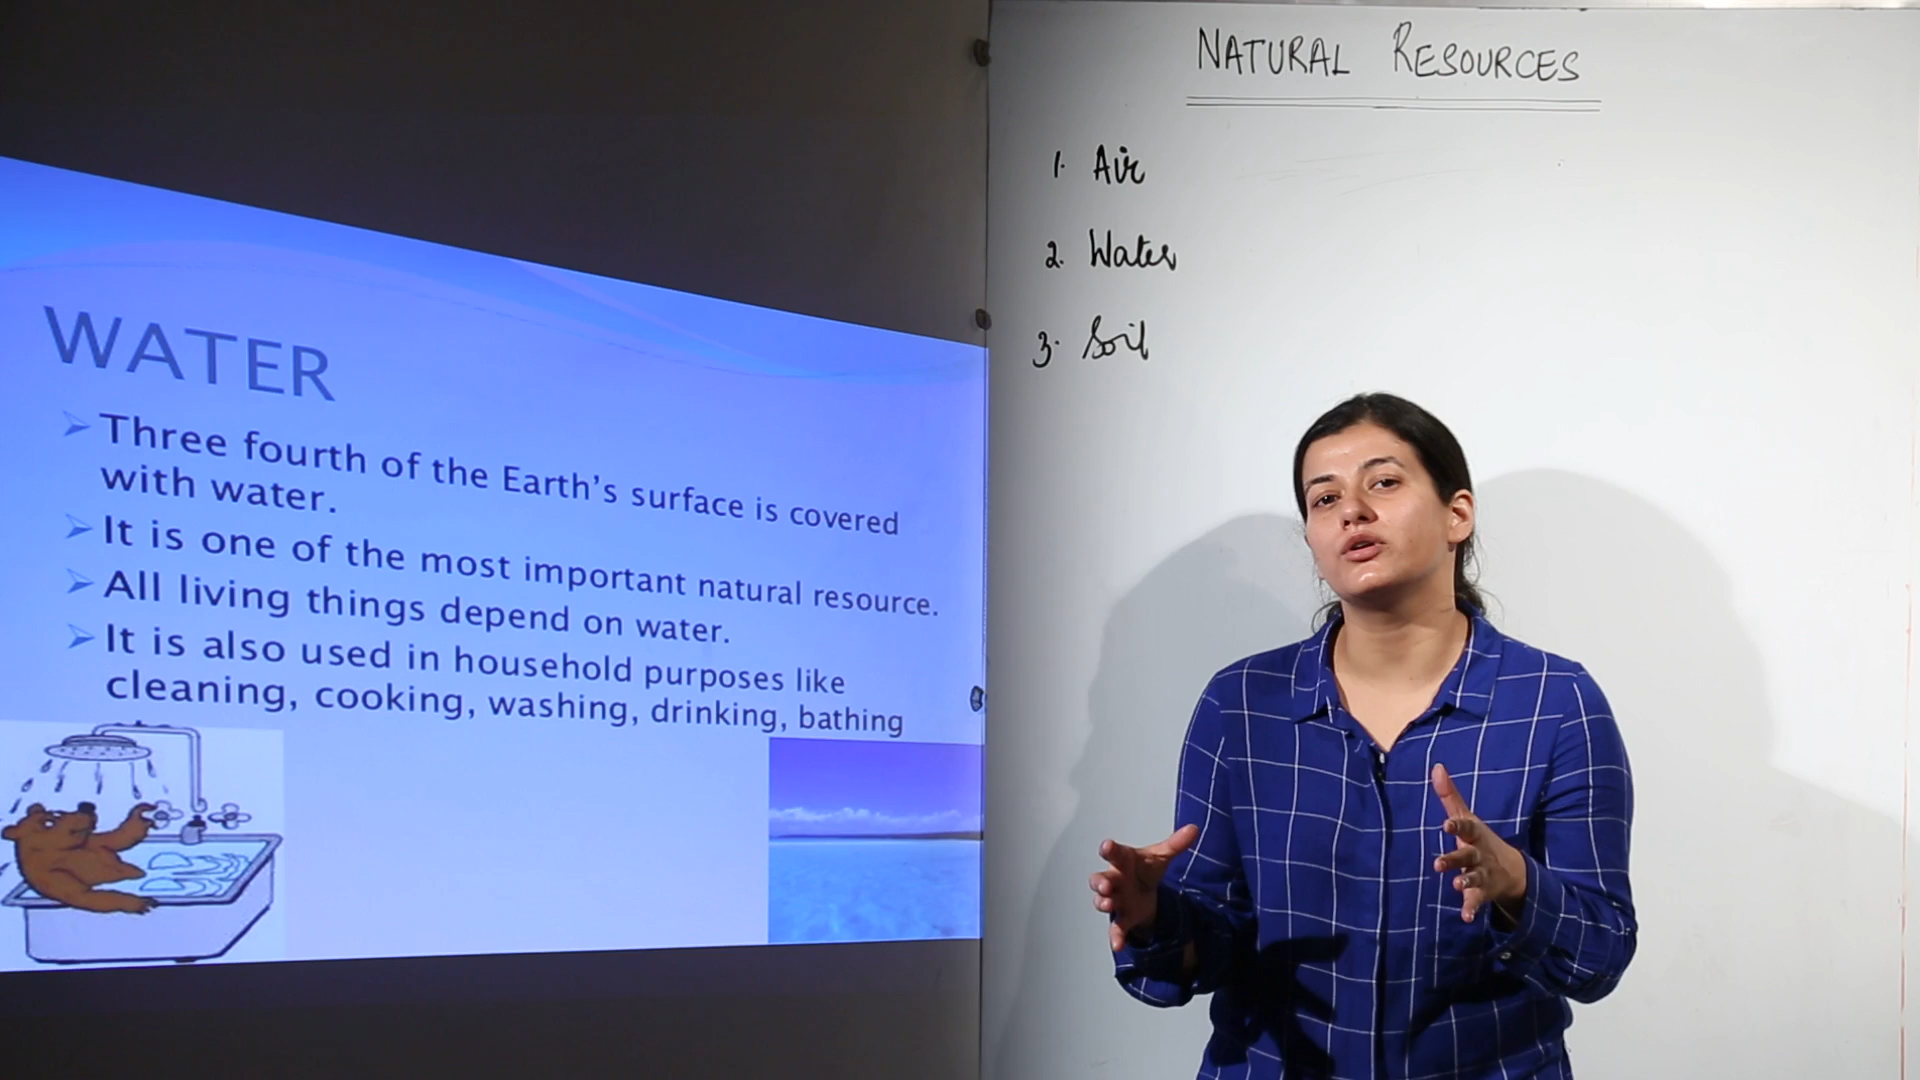 NATURAL RESOURCES
1. Air
2. Water
3. Soil
WATER
Three fourth of the Earth's surface is covered
with water.
It is one of the most important natural resource.
All living things depend on water.
It is also used in household purposes like
cleaning, cooking, washing, drinking, bathing